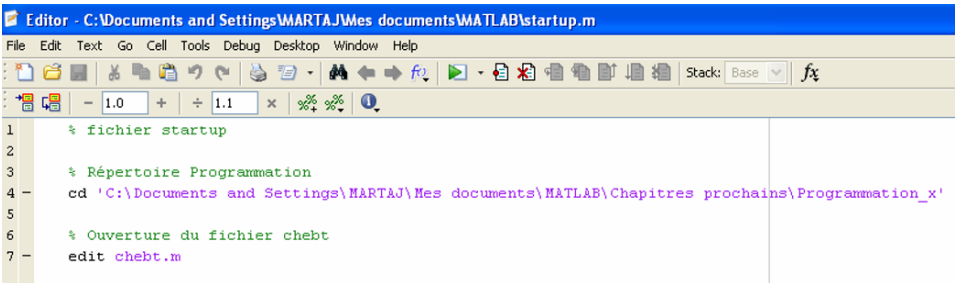 Editor - C:\Documents and Settings\MARTAJ\Mes documents\MATLAB\startup.m
File Edit Text Go Cell Tools Debug Desktop Window Help
Stack: Base fx
- 1.0 + ÷ 1.1 ×
1 % fichier startup
2
3 % Répertoire Programmation
4 - cd 'C:\Documents and Settings\MARTAJ\Mes documents\MATLAB\Chapitres prochains\Programmation_x'
5
6 % Ouverture du fichier chebt
7 - edit chebt.m